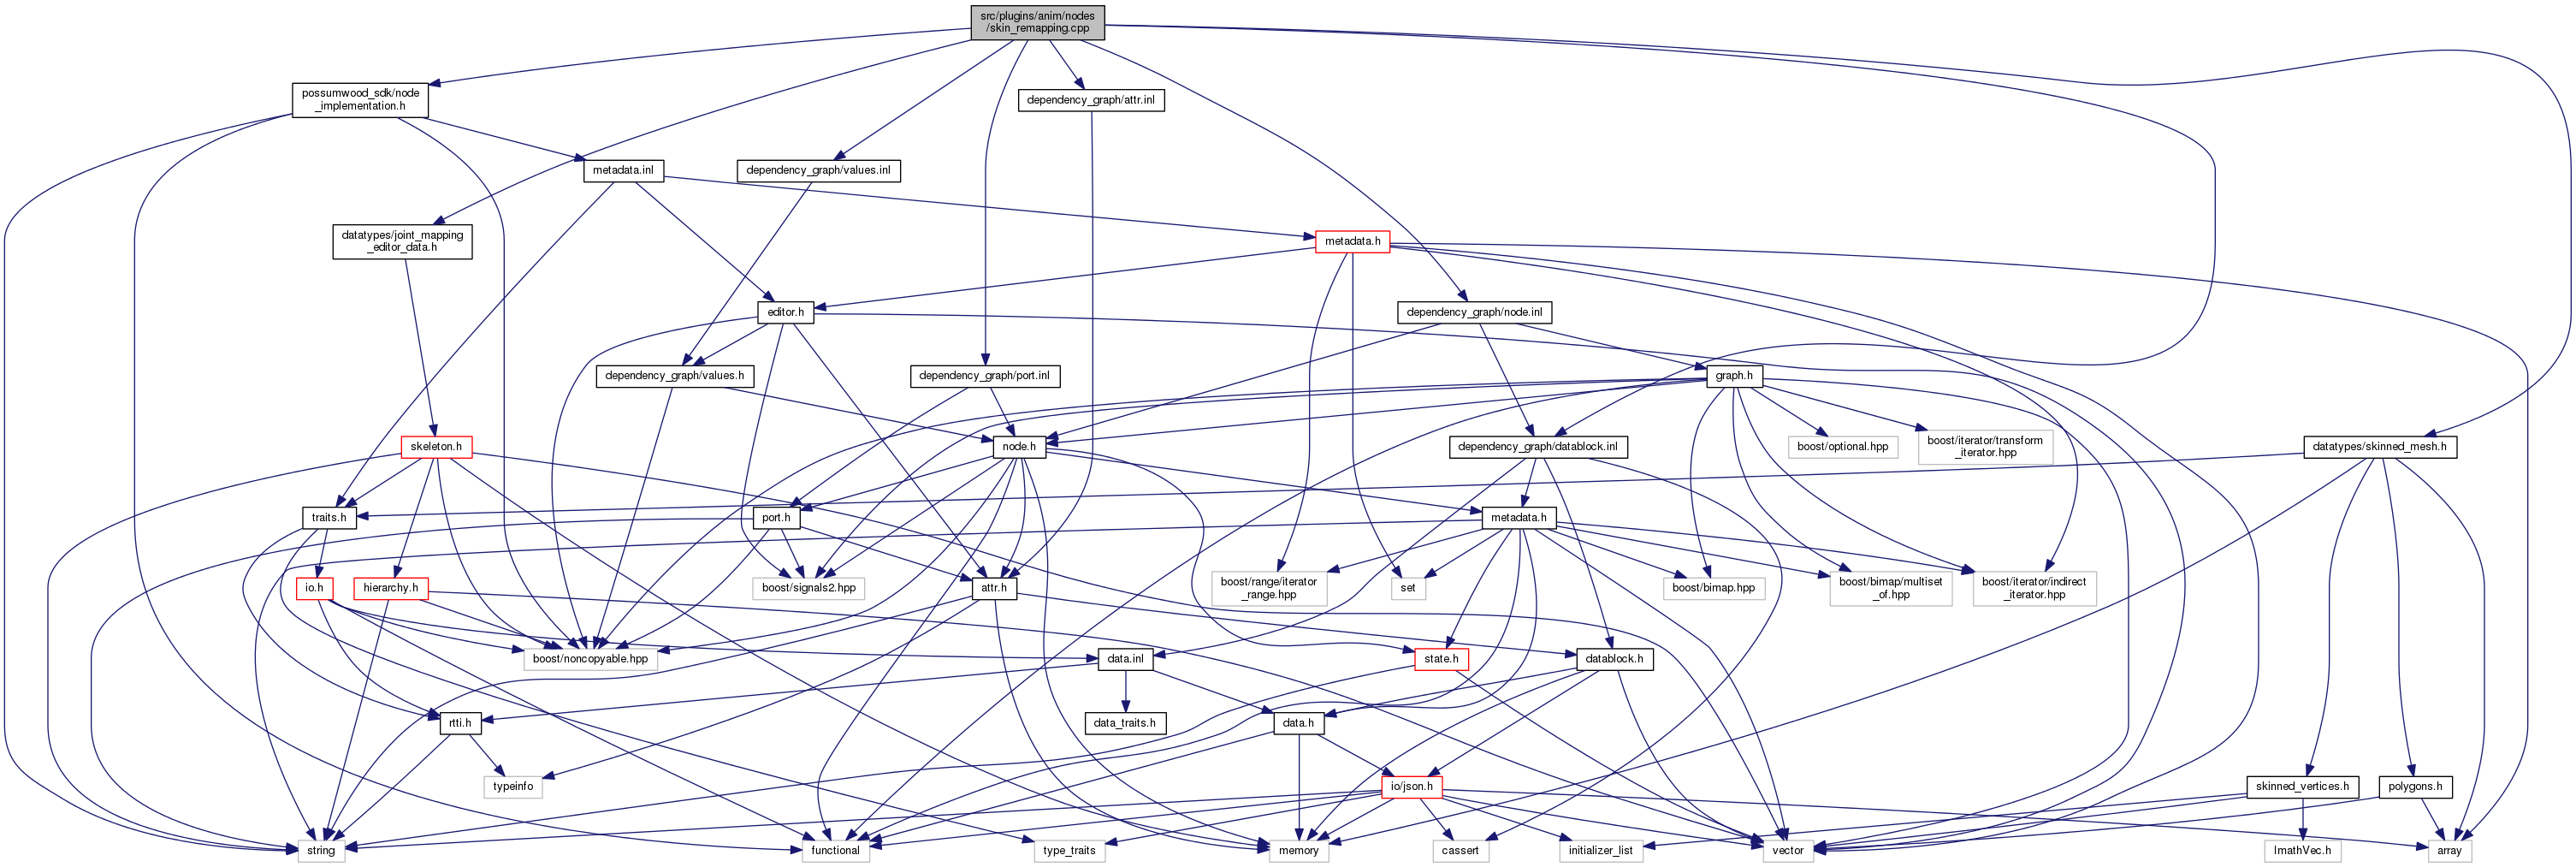 src/plugins/anim/nodes
/skin_remapping.cpp
possumwood_sdk/node
_implementation.h
dependency_graph/attr.inl
metadata.inl
dependency_graph/values.inl
datatypes/joint_mapping
_editor_data.h
metadata.h
editor.h
dependency_graph/node.inl
dependency_graph/values.h
dependency_graph/port.inl
graph.h
skeleton.h
node.h
dependency_graph/datablock.inl
boost/optional.hpp
boost/iterator/transform
_iterator.hpp
datatypes/skinned_mesh.h
traits.h
port.h
metadata.h
io.h
hierarchy.h
boost/signals2.hpp
attr.h
boost/range/iterator
_range.hpp
set
boost/bimap.hpp
boost/bimap/multiset
_of.hpp
boost/iterator/indirect
_iterator.hpp
boost/noncopyable.hpp
data.inl
state.h
datablock.h
rtti.h
data_traits.h
data.h
typeinfo
io/json.h
skinned_vertices.h
polygons.h
string
functional
type_traits
memory
cassert
initializer_list
vector
ImathVec.h
array